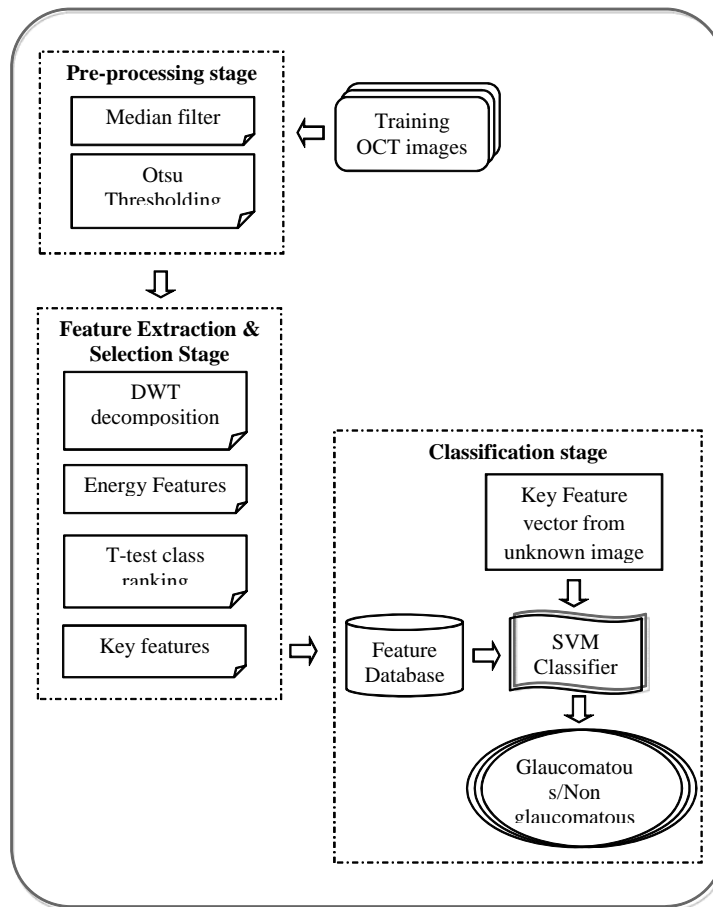 Pre-processing stage
Median filter
Otsu
Thresholding
Training
OCT images
Feature Extraction &
Selection Stage
DWT
decomposition
Energy Features
T-test class
ranking
Key features
Classification stage
Key Feature
vector from
unknown image
Feature
Database
SVM
Classifier
Glaucomatou
s/Non
glaucomatous